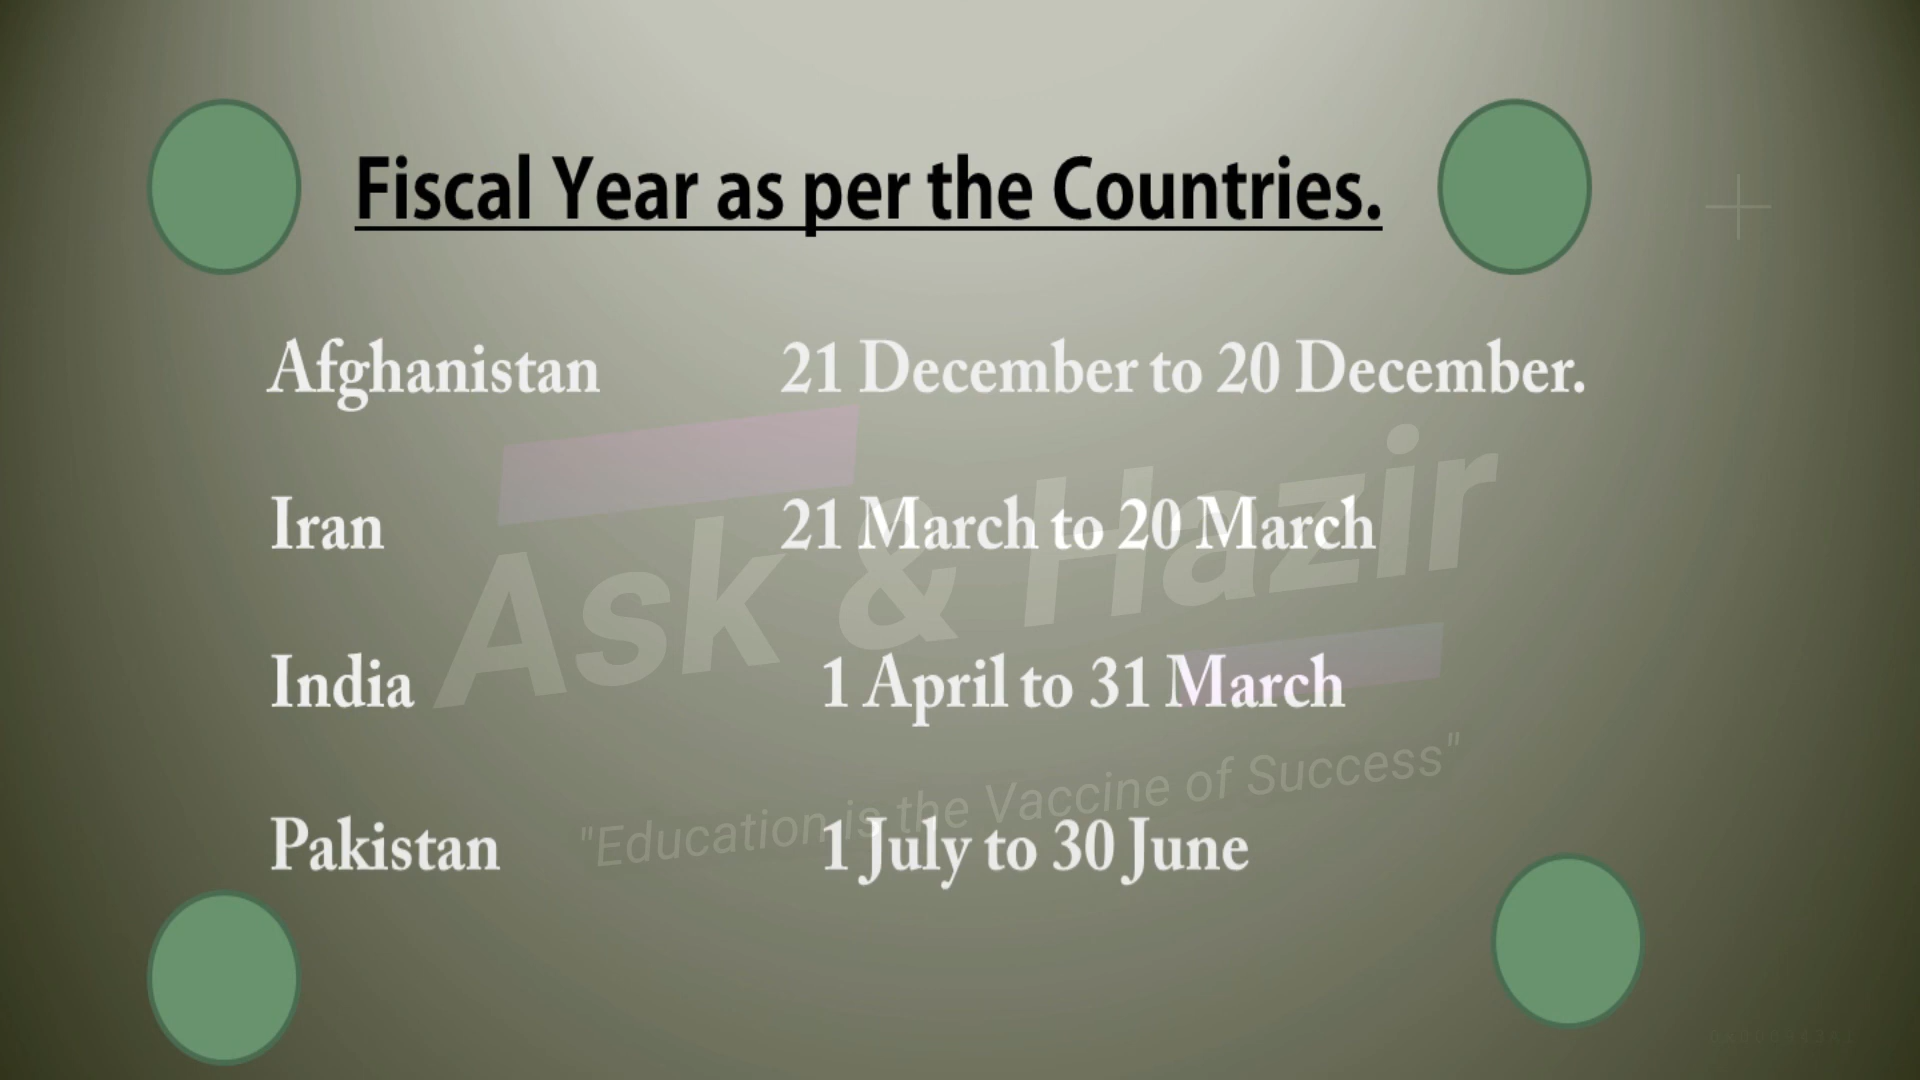 Fiscal Year as per the Countries.
Afghanistan 21 December to 20 December.
Iran 21 March to 20 March
Ask & Hazir
India 1 April to 31 March
"Education is the Vaccine of Success"
Pakistan 1 July to 30 June